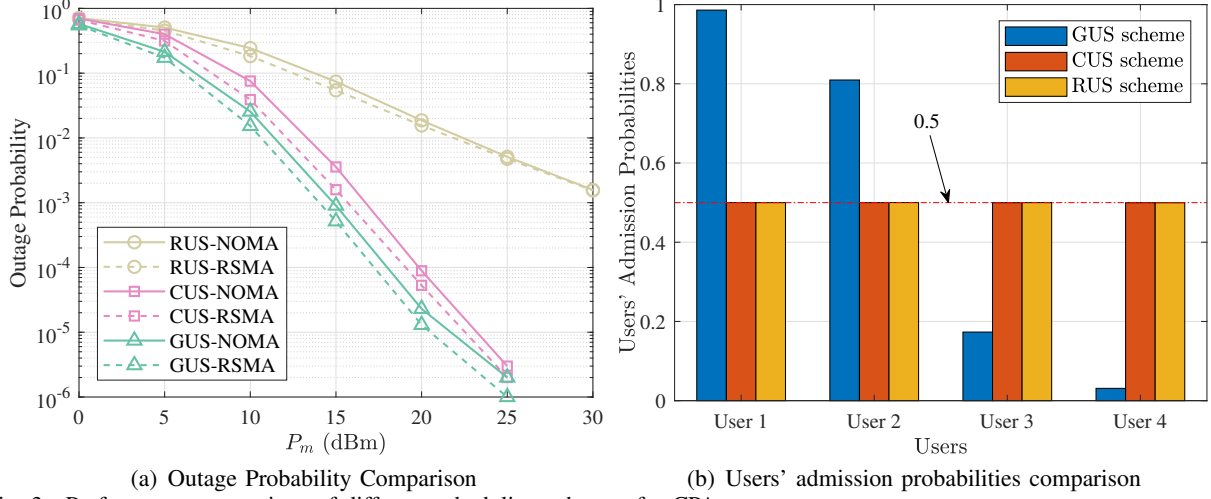 10^0
10^-1
10^-2
10^-3
10^-4
10^-5
10^-6
Outage Probability
RUS-NOMA
RUS-RSMA
CUS-NOMA
CUS-RSMA
GUS-NOMA
GUS-RSMA
0 5 10 15 20 25 30
P_m (dBm)
(a) Outage Probability Comparison
1
0.8
0.6
0.4
0.2
0
Users' Admission Probabilities
GUS scheme
CUS scheme
RUS scheme
0.5
User 1 User 2 User 3 User 4
Users
(b) Users' admission probabilities comparison